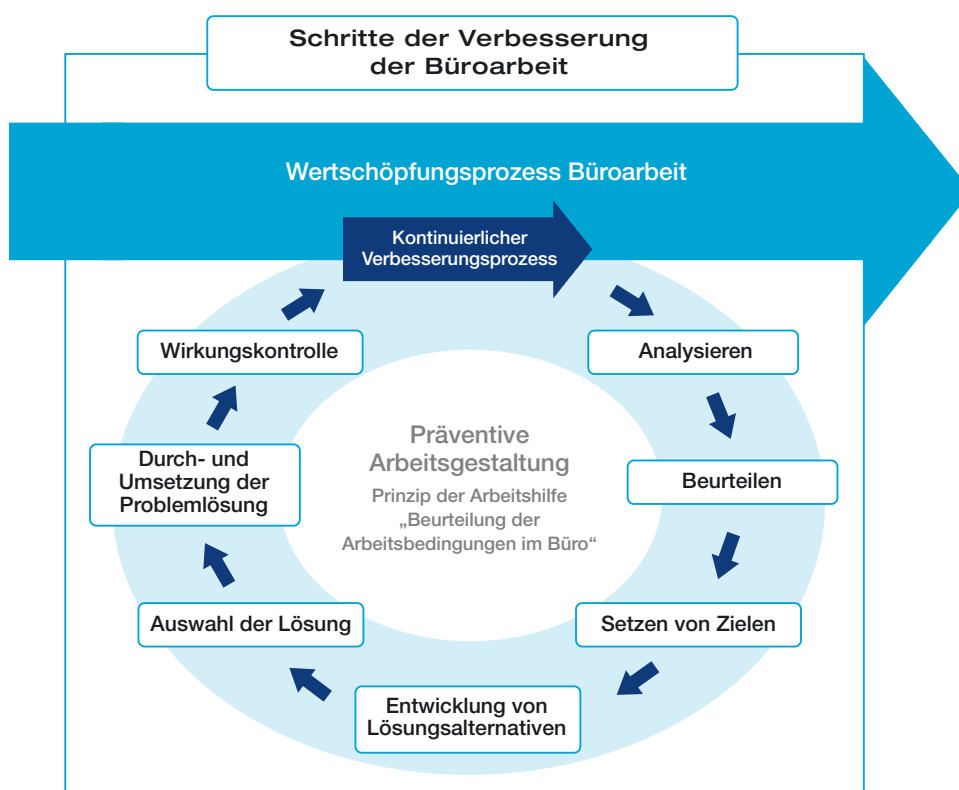 Schritte der Verbesserung
der Büroarbeit
Wertschöpfungsprozess Büroarbeit
Kontinuierlicher
Verbesserungsprozess
Analysieren
Beurteilen
Setzen von Zielen
Entwicklung von
Lösungsalternativen
Auswahl der Lösung
Durch- und
Umsetzung der
Problemlösung
Wirkungskontrolle
Präventive
Arbeitsgestaltung
Prinzip der Arbeitshilfe
„Beurteilung der
Arbeitsbedingungen im Büro“